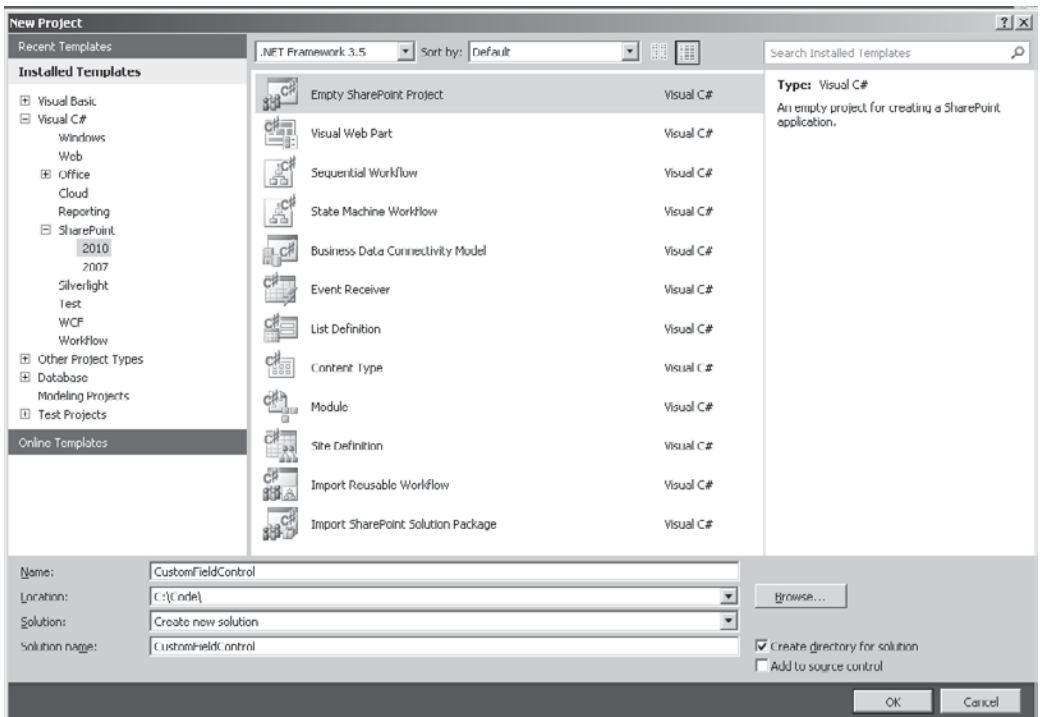 New Project
Recent Templates
Installed Templates
Visual Basic
Visual C#
Windows
Web
Office
Cloud
Reporting
SharePoint
2010
2007
Silverlight
Test
WCF
Workflow
Other Project Types
Database
Modeling Projects
Test Projects
Online Templates
.NET Framework 3.5 Sort by: Default
Empty SharePoint Project Visual C#
Visual Web Part Visual C#
Sequential Workflow Visual C#
State Machine Workflow Visual C#
Business Data Connectivity Model Visual C#
Event Receiver Visual C#
List Definition Visual C#
Content Type Visual C#
Module Visual C#
Site Definition Visual C#
Import Reusable Workflow Visual C#
Import SharePoint Solution Package Visual C#
Search Installed Templates
Type: Visual C#
An empty project for creating a SharePoint
application.
Name: CustomFieldControl
Location: C:\Code\ Browse...
Solution: Create new solution
Solution name: CustomFieldControl
Create directory for solution
Add to source control
OK Cancel